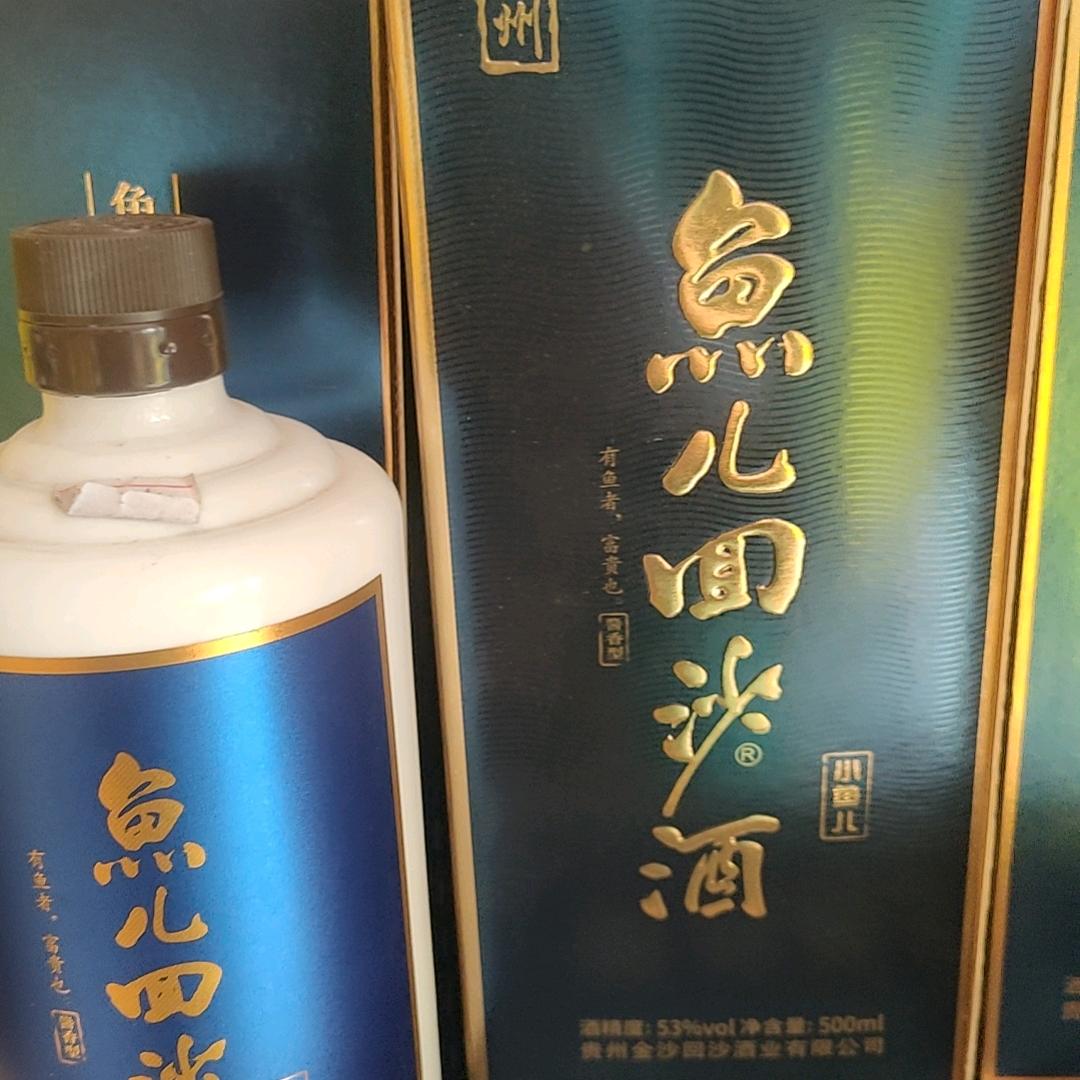 州
鱼
魚儿回沙®酒
有鱼者，富贵也
酱香型
小鱼儿
酒精度: 53%vol 净含量: 500ml
贵州金沙回沙酒业有限公司
魚儿回沙
有鱼者，富贵也
酱香型